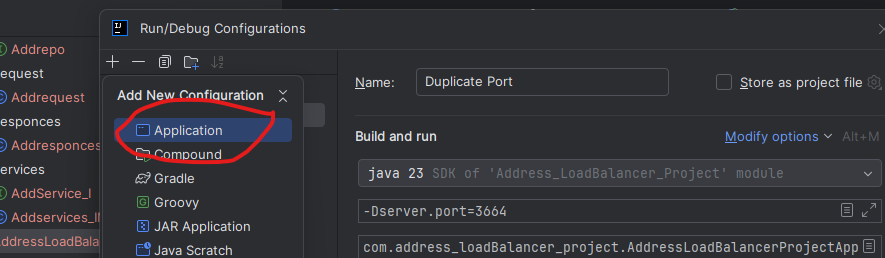 Run/Debug Configurations
Addrepo
equest
Addrequest
esponces
Addresponces
ervices
AddService_I
Addservices_I
AddressLoadBala
Add New Configuration
Application
Compound
Gradle
Groovy
JAR Application
Java Scratch
Name: Duplicate Port
Store as project file
Build and run
Modify options Alt+M
java 23 SDK of 'Address_LoadBalancer_Project' module
-Dserver.port=3664
com.address_loadBalancer_project.AddressLoadBalancerProjectApp